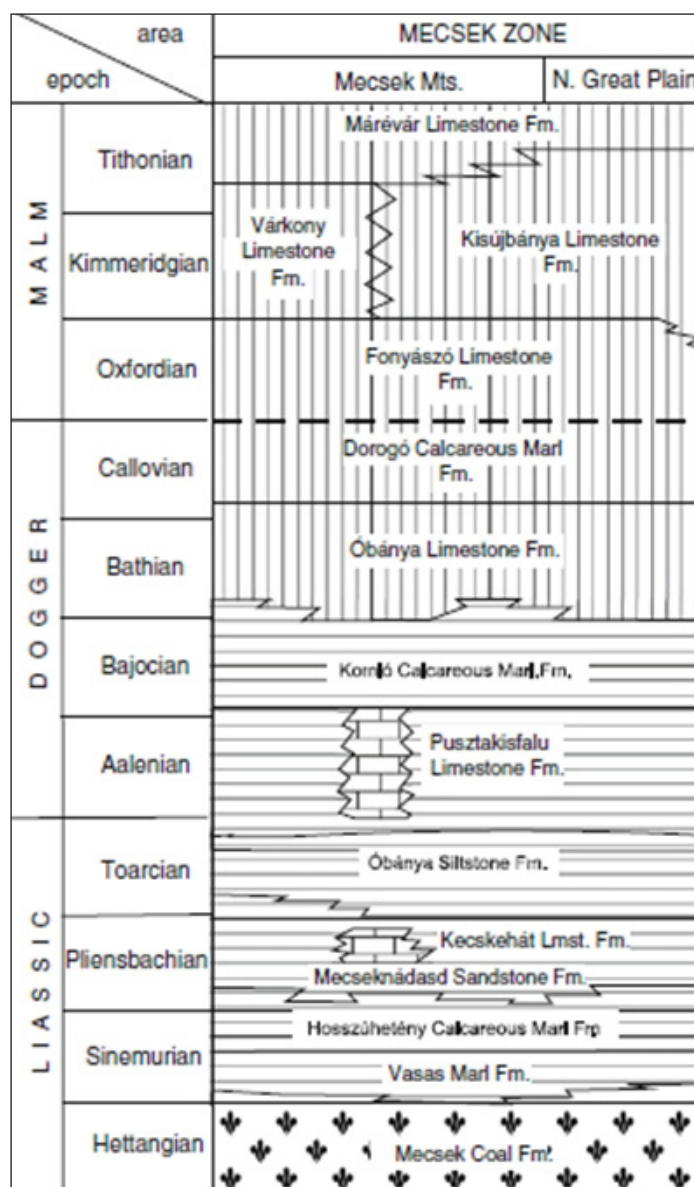 area
MECSEK ZONE
epoch
Mecsek Mts.
N. Great Plain
MALM
Tithonian
Márévár Limestone Fm.
Várkony
Limestone
Fm.
Kisújbánya Limestone
Fm.
Kimmeridgian
Oxfordian
Fonyászó Limestone
Fm.
DOGGER
Callovian
Dorogó Calcareous Marl
Fm.
Bathian
Óbánya Limestone Fm.
Bajocian
Komló Calcareous Marl.Fm.
Aalenian
Pusztakisfalu
Limestone Fm.
LIASSIC
Toarcian
Óbánya Siltstone Fm.
Pliensbachian
Kecskehát Lmst. Fm.
Mecseknádasd Sandstone Fm.
Sinemurian
Hosszúhetény Calcareous Marl Fm
Vasas Marl Fm.
Hettangian
Mecsek Coal Fm.